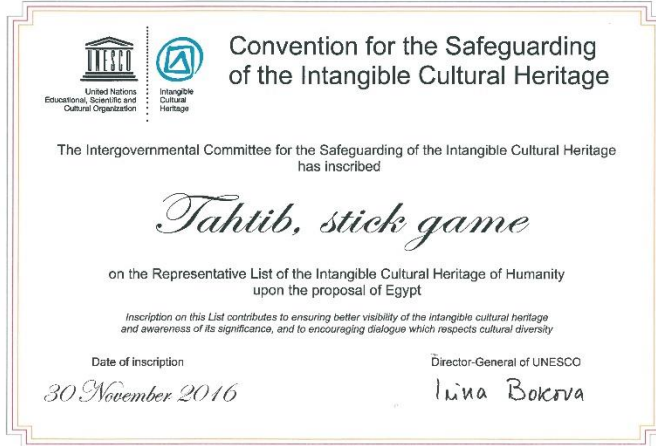 UNESCO
United Nations
Educational, Scientific and
Cultural Organization
Intangible
Cultural
Heritage
Convention for the Safeguarding
of the Intangible Cultural Heritage
The Intergovernmental Committee for the Safeguarding of the Intangible Cultural Heritage
has inscribed
Tahtib, stick game
on the Representative List of the Intangible Cultural Heritage of Humanity
upon the proposal of Egypt
Inscription on this List contributes to ensuring better visibility of the intangible cultural heritage
and awareness of its significance, and to encouraging dialogue which respects cultural diversity
Date of inscription
30 November 2016
Director-General of UNESCO
Irina Bokova